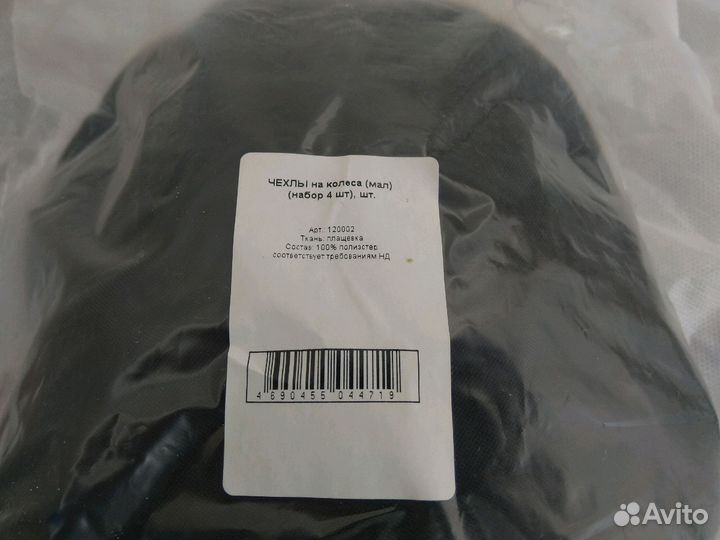 ЧЕХЛЫ на колеса (мал)
(набор 4 шт), шт.
Арт: 120002
Ткань: плащевка
Состав: 100% полиэстер
соответствует требованиям НД
4 690455 044719
Avito